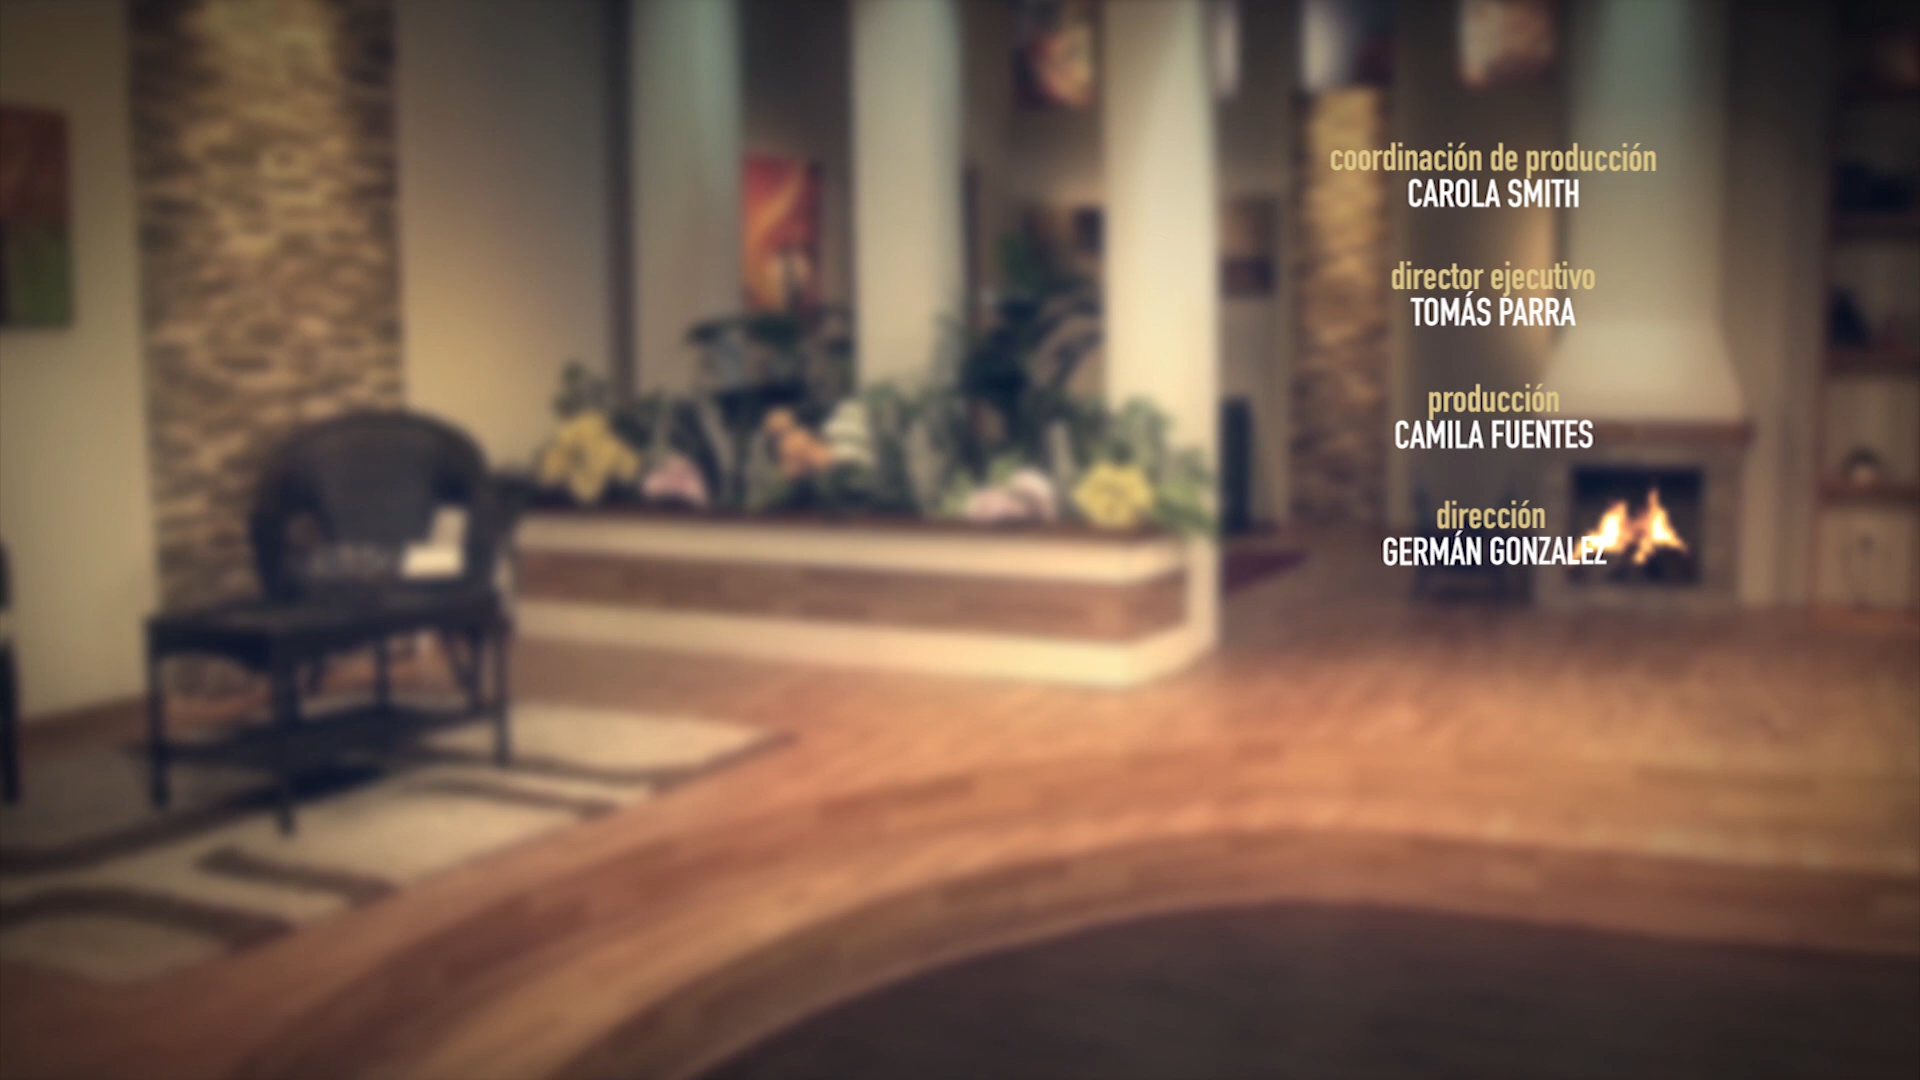 coordinación de producción
CAROLA SMITH
director ejecutivo
TOMÁS PARRA
producción
CAMILA FUENTES
dirección
GERMÁN GONZALEZ